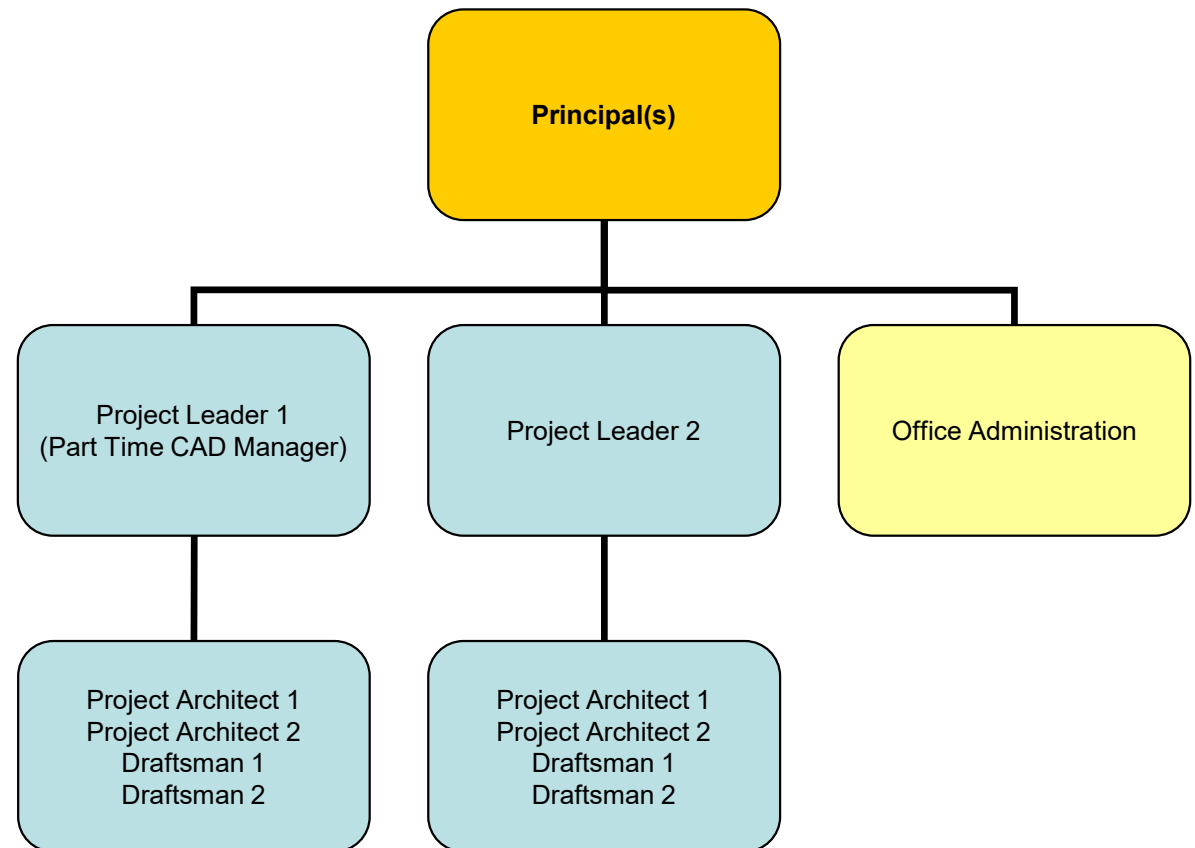 Principal(s)
Project Leader 1
(Part Time CAD Manager)
Project Leader 2
Office Administration
Project Architect 1
Project Architect 2
Draftsman 1
Draftsman 2
Project Architect 1
Project Architect 2
Draftsman 1
Draftsman 2